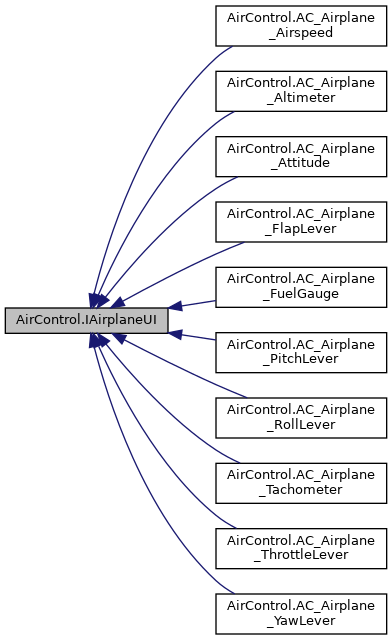 AirControl.AC_Airplane
_Airspeed
AirControl.AC_Airplane
_Altimeter
AirControl.AC_Airplane
_Attitude
AirControl.AC_Airplane
_FlapLever
AirControl.AC_Airplane
_FuelGauge
AirControl.IAirplaneUI
AirControl.AC_Airplane
_PitchLever
AirControl.AC_Airplane
_RollLever
AirControl.AC_Airplane
_Tachometer
AirControl.AC_Airplane
_ThrottleLever
AirControl.AC_Airplane
_YawLever